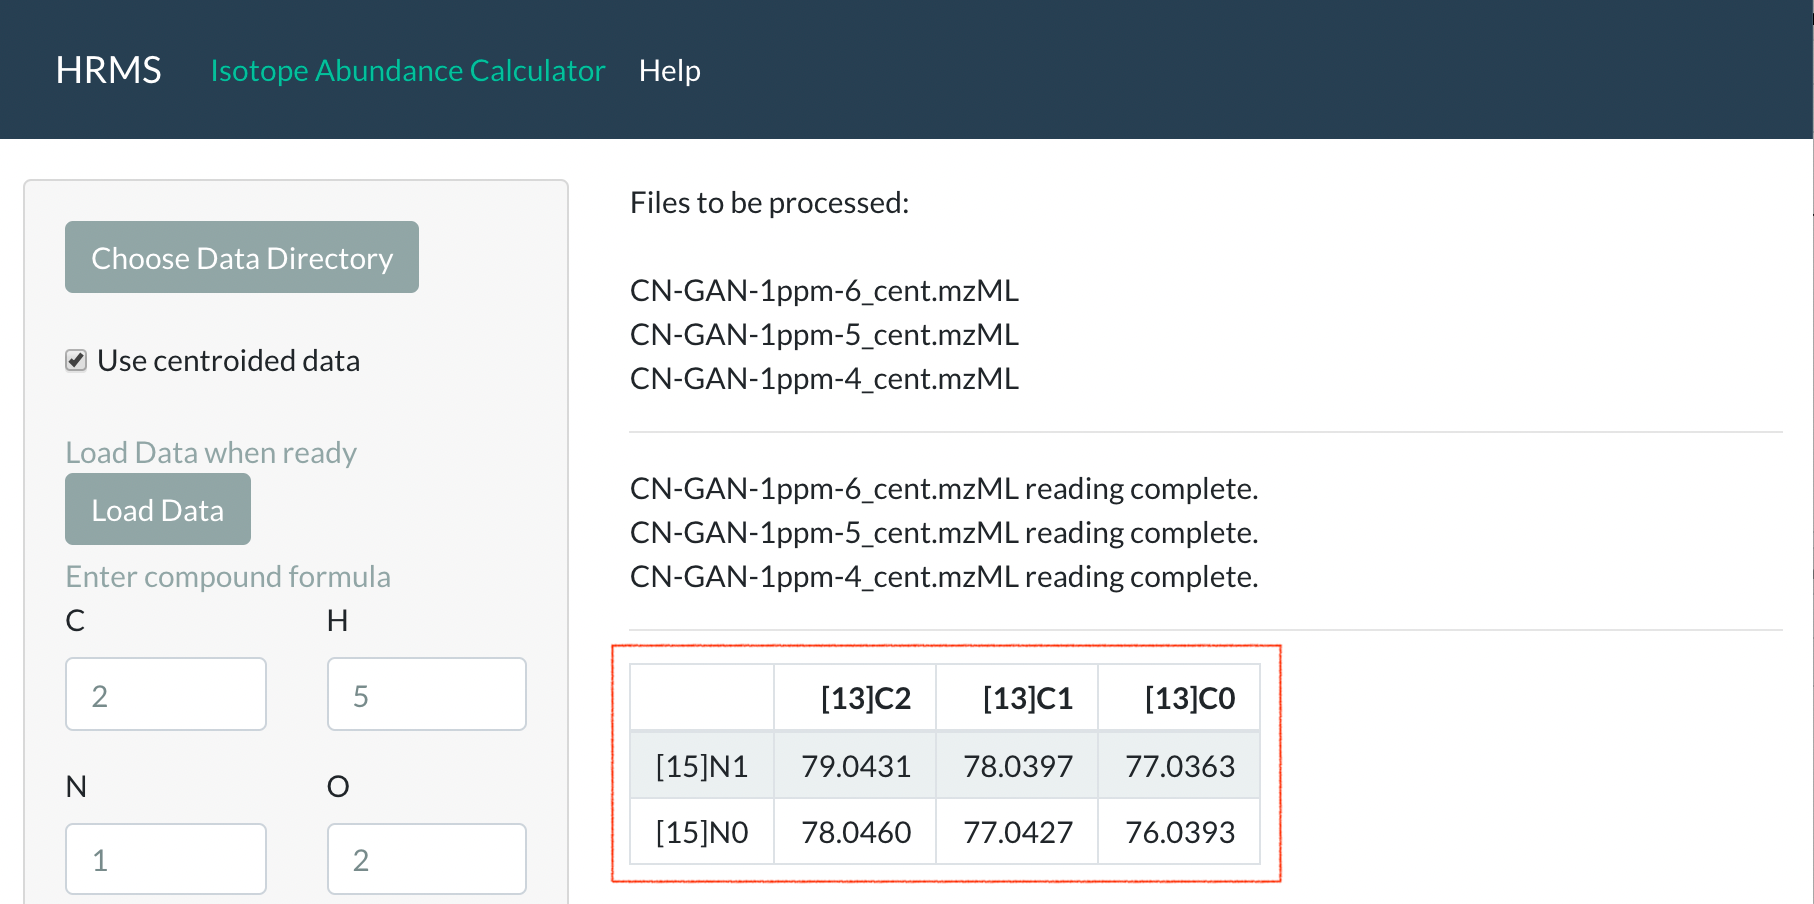 HRMS Isotope Abundance Calculator Help
Choose Data Directory
Use centroided data
Load Data when ready
Load Data
Enter compound formula
C H
2 5
N O
1 2
Files to be processed:
CN-GAN-1ppm-6_cent.mzML
CN-GAN-1ppm-5_cent.mzML
CN-GAN-1ppm-4_cent.mzML
CN-GAN-1ppm-6_cent.mzML reading complete.
CN-GAN-1ppm-5_cent.mzML reading complete.
CN-GAN-1ppm-4_cent.mzML reading complete.
[13]C2 [13]C1 [13]C0
[15]N1 79.0431 78.0397 77.0363
[15]N0 78.0460 77.0427 76.0393